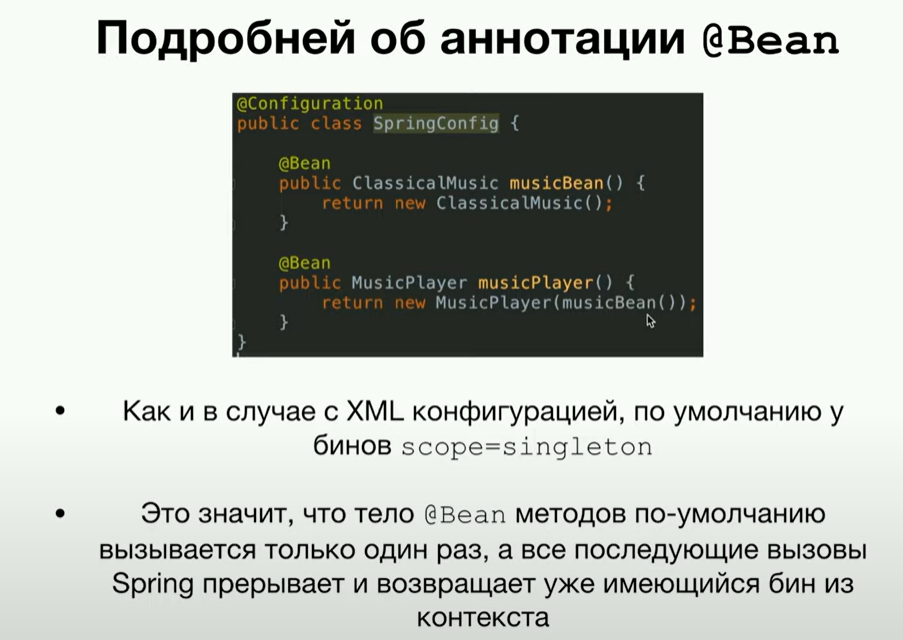 Подробней об аннотации @Bean
@Configuration
public class SpringConfig {
@Bean
public ClassicalMusic musicBean() {
return new ClassicalMusic();
}
@Bean
public MusicPlayer musicPlayer() {
return new MusicPlayer(musicBean());
}
}
• Как и в случае с XML конфигурацией, по умолчанию у
бинов scope=singleton
• Это значит, что тело @Bean методов по-умолчанию
вызывается только один раз, а все последующие вызовы
Spring прерывает и возвращает уже имеющийся бин из
контекста